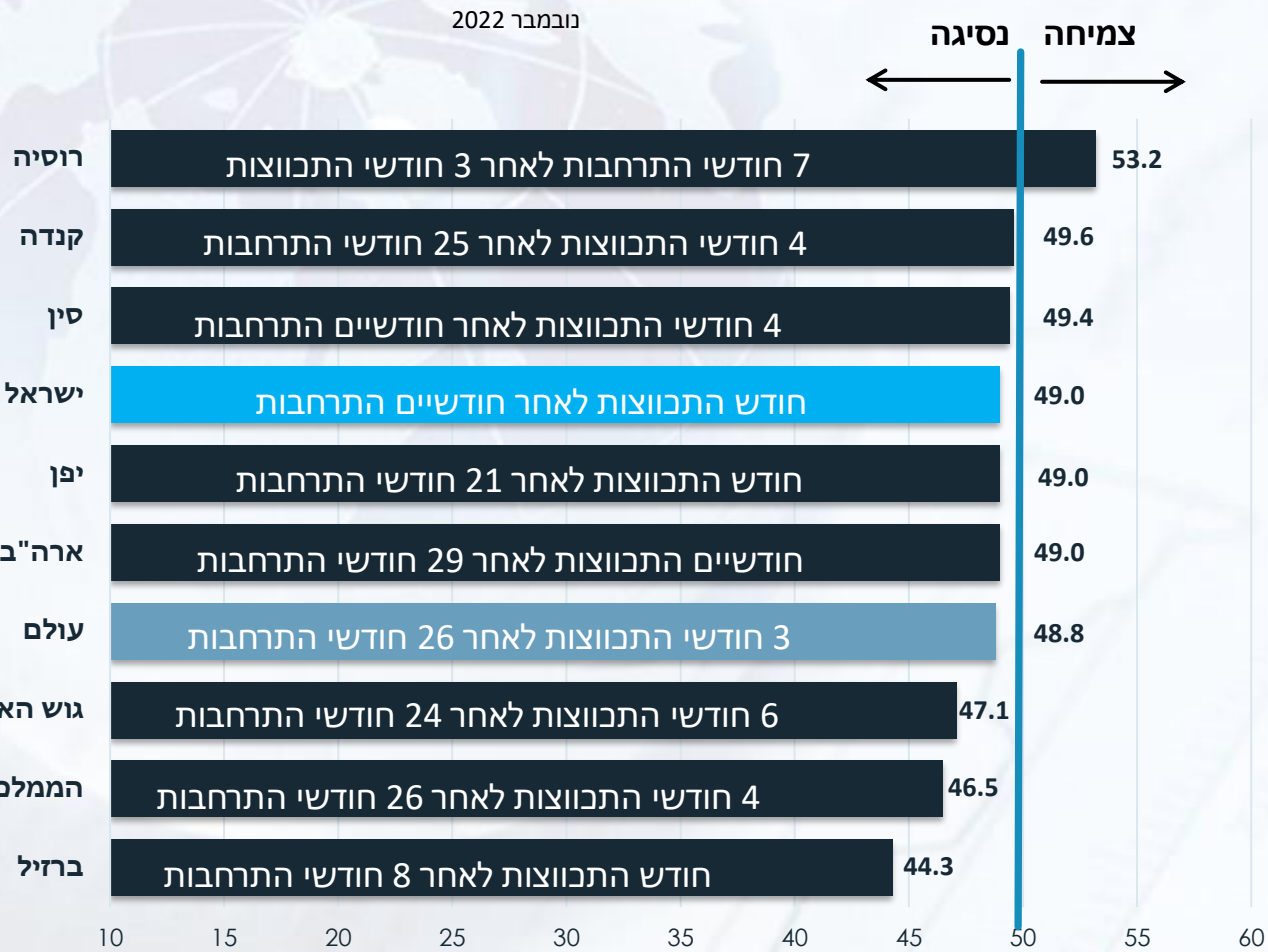 נובמבר 2022
צמיחה נסיגה
רוסיה 7 חודשי התרחבות לאחר 3 חודשי התכווצות 53.2
קנדה 4 חודשי התכווצות לאחר 25 חודשי התרחבות 49.6
סין 4 חודשי התכווצות לאחר חודשיים התרחבות 49.4
ישראל חודש התכווצות לאחר חודשיים התרחבות 49.0
יפן חודש התכווצות לאחר 21 חודשי התרחבות 49.0
ארה"ב חודשיים התכווצות לאחר 29 חודשי התרחבות 49.0
עולם 3 חודשי התכווצות לאחר 26 חודשי התרחבות 48.8
גוש 6 חודשי התכווצות לאחר 24 חודשי התרחבות 47.1
4 חודשי התכווצות לאחר 26 חודשי התרחבות 46.5
ברזיל חודש התכווצות לאחר 8 חודשי התרחבות 44.3
10 15 20 25 30 35 40 45 50 55 60